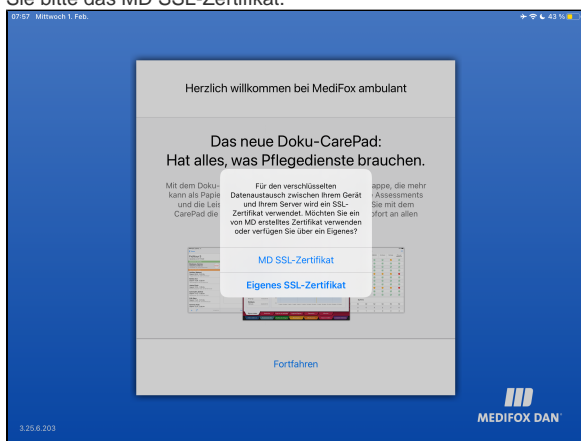 Sie bitte das MD SSL-Zertifikat.
07:57 Mittwoch 1. Feb.
43 %
Herzlich willkommen bei MediFox ambulant
Das neue Doku-CarePad:
Hat alles, was Pflegedienste brauchen.
Mit dem Doku-
appe, die mehr
kann als Papie
Assessments
und die Leis
Sie mit dem
CarePad die
ofort an allen
Für den verschlüsselten
Datenaustausch zwischen Ihrem Gerät
und Ihrem Server wird ein SSL-
Zertifikat verwendet. Möchten Sie ein
von MD erstelltes Zertifikat verwenden
oder verfügen Sie über ein Eigenes?
MD SSL-Zertifikat
Eigenes SSL-Zertifikat
Fortfahren
MEDIFOX DAN
3.25.6.203